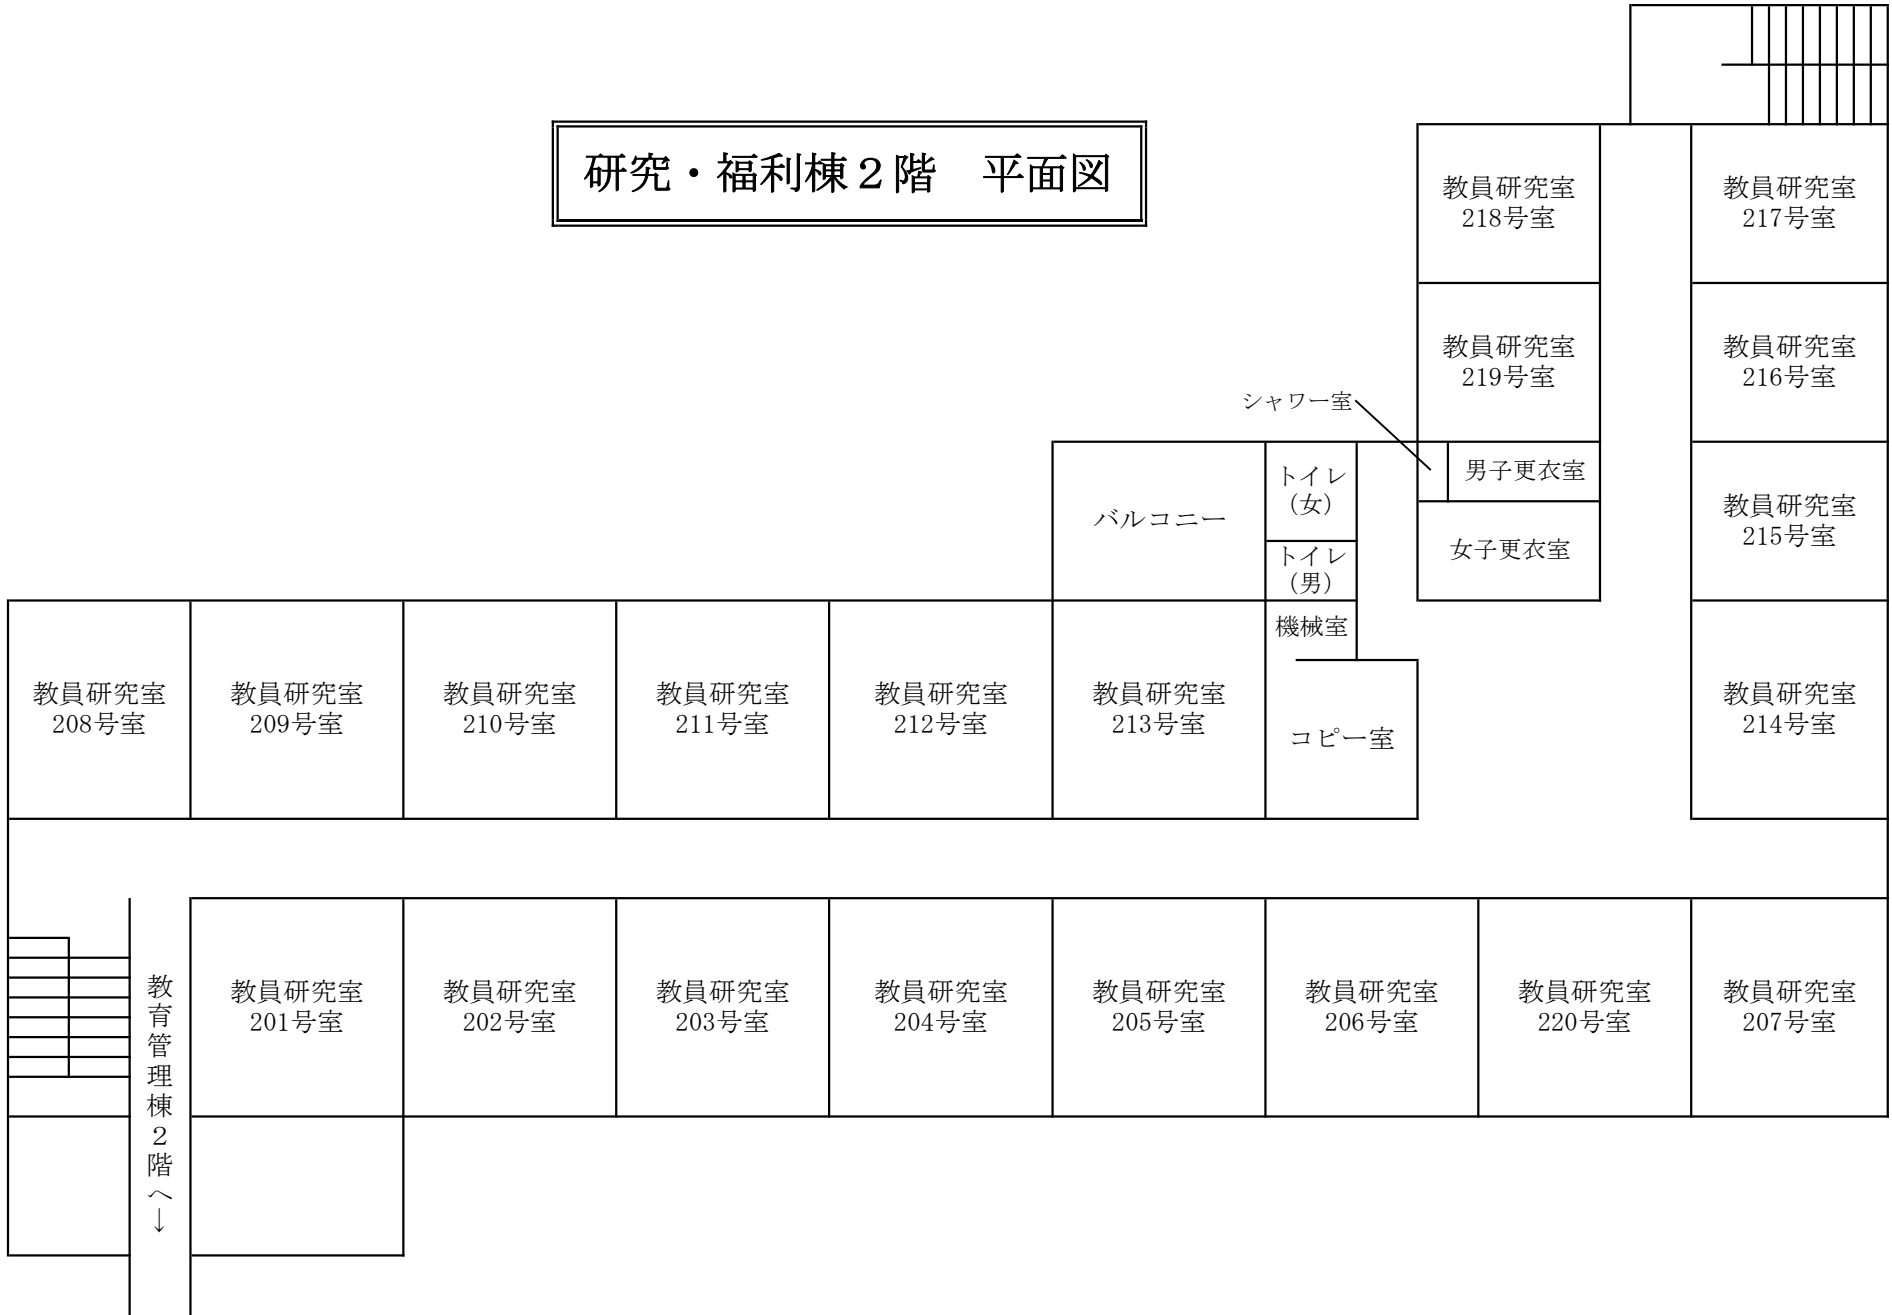 研究・福利棟２階　平面図
教員研究室
218号室
教員研究室
217号室
教員研究室
219号室
教員研究室
216号室
シャワー室
男子更衣室
トイレ
（女）
バルコニー
教員研究室
215号室
女子更衣室
トイレ
（男）
機械室
教員研究室
208号室
教員研究室
209号室
教員研究室
210号室
教員研究室
211号室
教員研究室
212号室
教員研究室
213号室
コピー室
教員研究室
214号室
教育管理棟２階へ↓
教員研究室
201号室
教員研究室
202号室
教員研究室
203号室
教員研究室
204号室
教員研究室
205号室
教員研究室
206号室
教員研究室
220号室
教員研究室
207号室